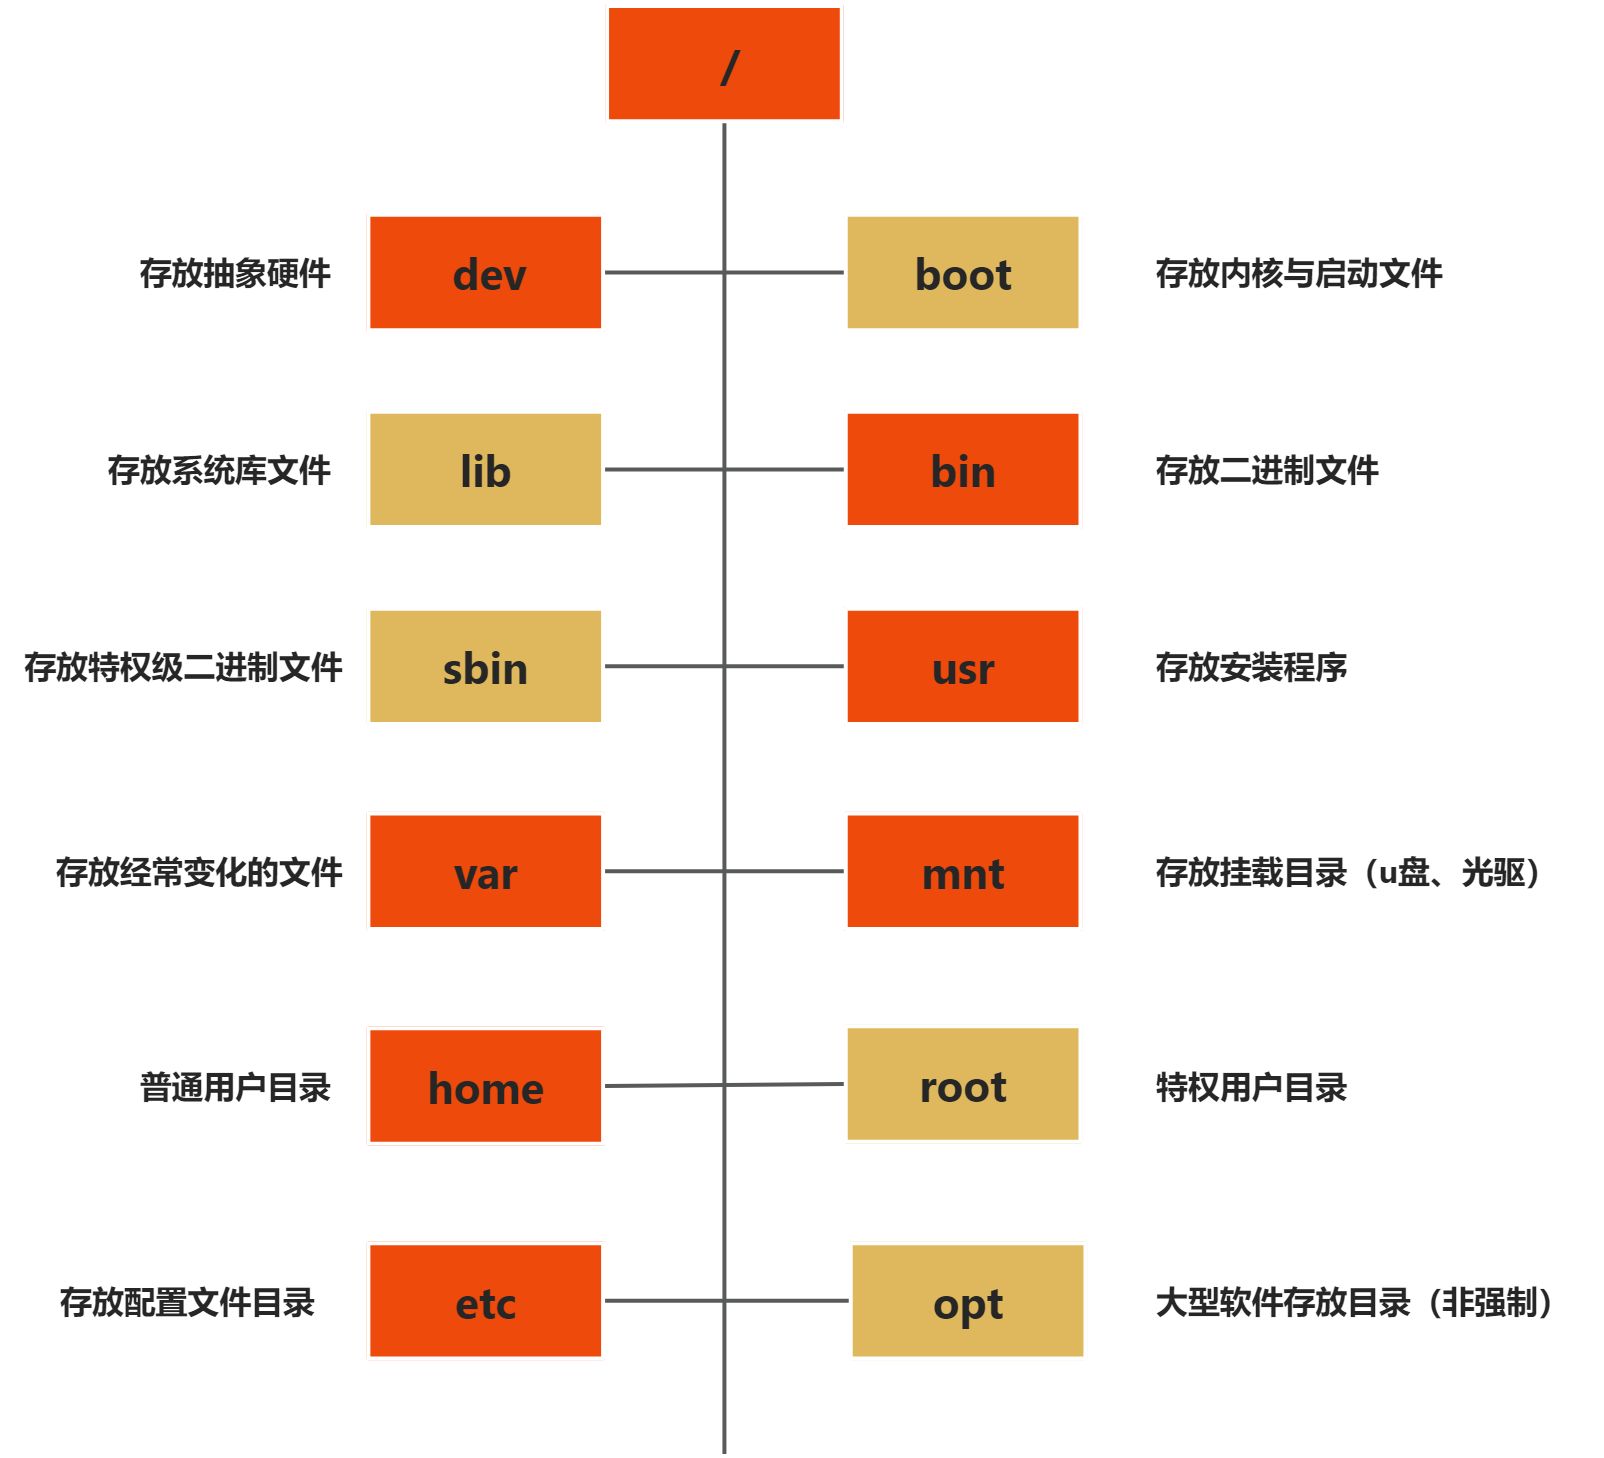 /
存放抽象硬件 dev boot 存放内核与启动文件
存放系统库文件 lib bin 存放二进制文件
存放特权级二进制文件 sbin usr 存放安装程序
存放经常变化的文件 var mnt 存放挂载目录（u盘、光驱）
普通用户目录 home root 特权用户目录
存放配置文件目录 etc opt 大型软件存放目录（非强制）